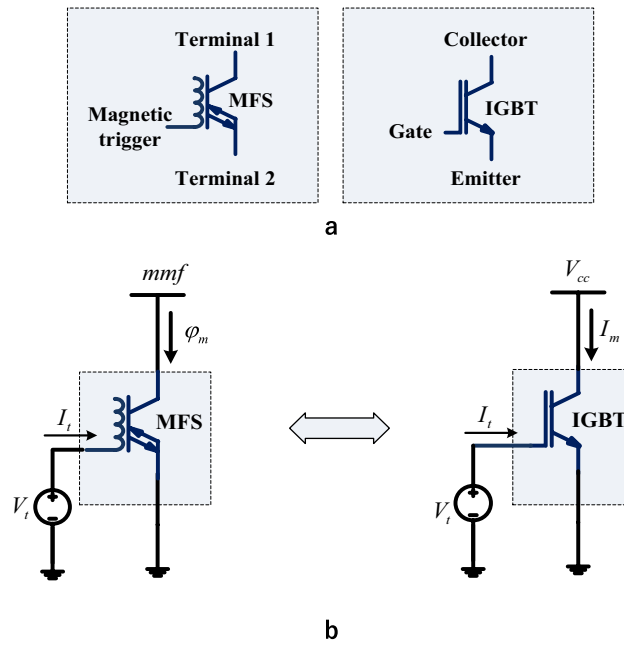 Terminal 1
MFS
Magnetic
trigger
Terminal 2
Collector
IGBT
Gate
Emitter
a
mmf
φm
It
MFS
Vt
Vcc
Im
It
IGBT
Vt
b